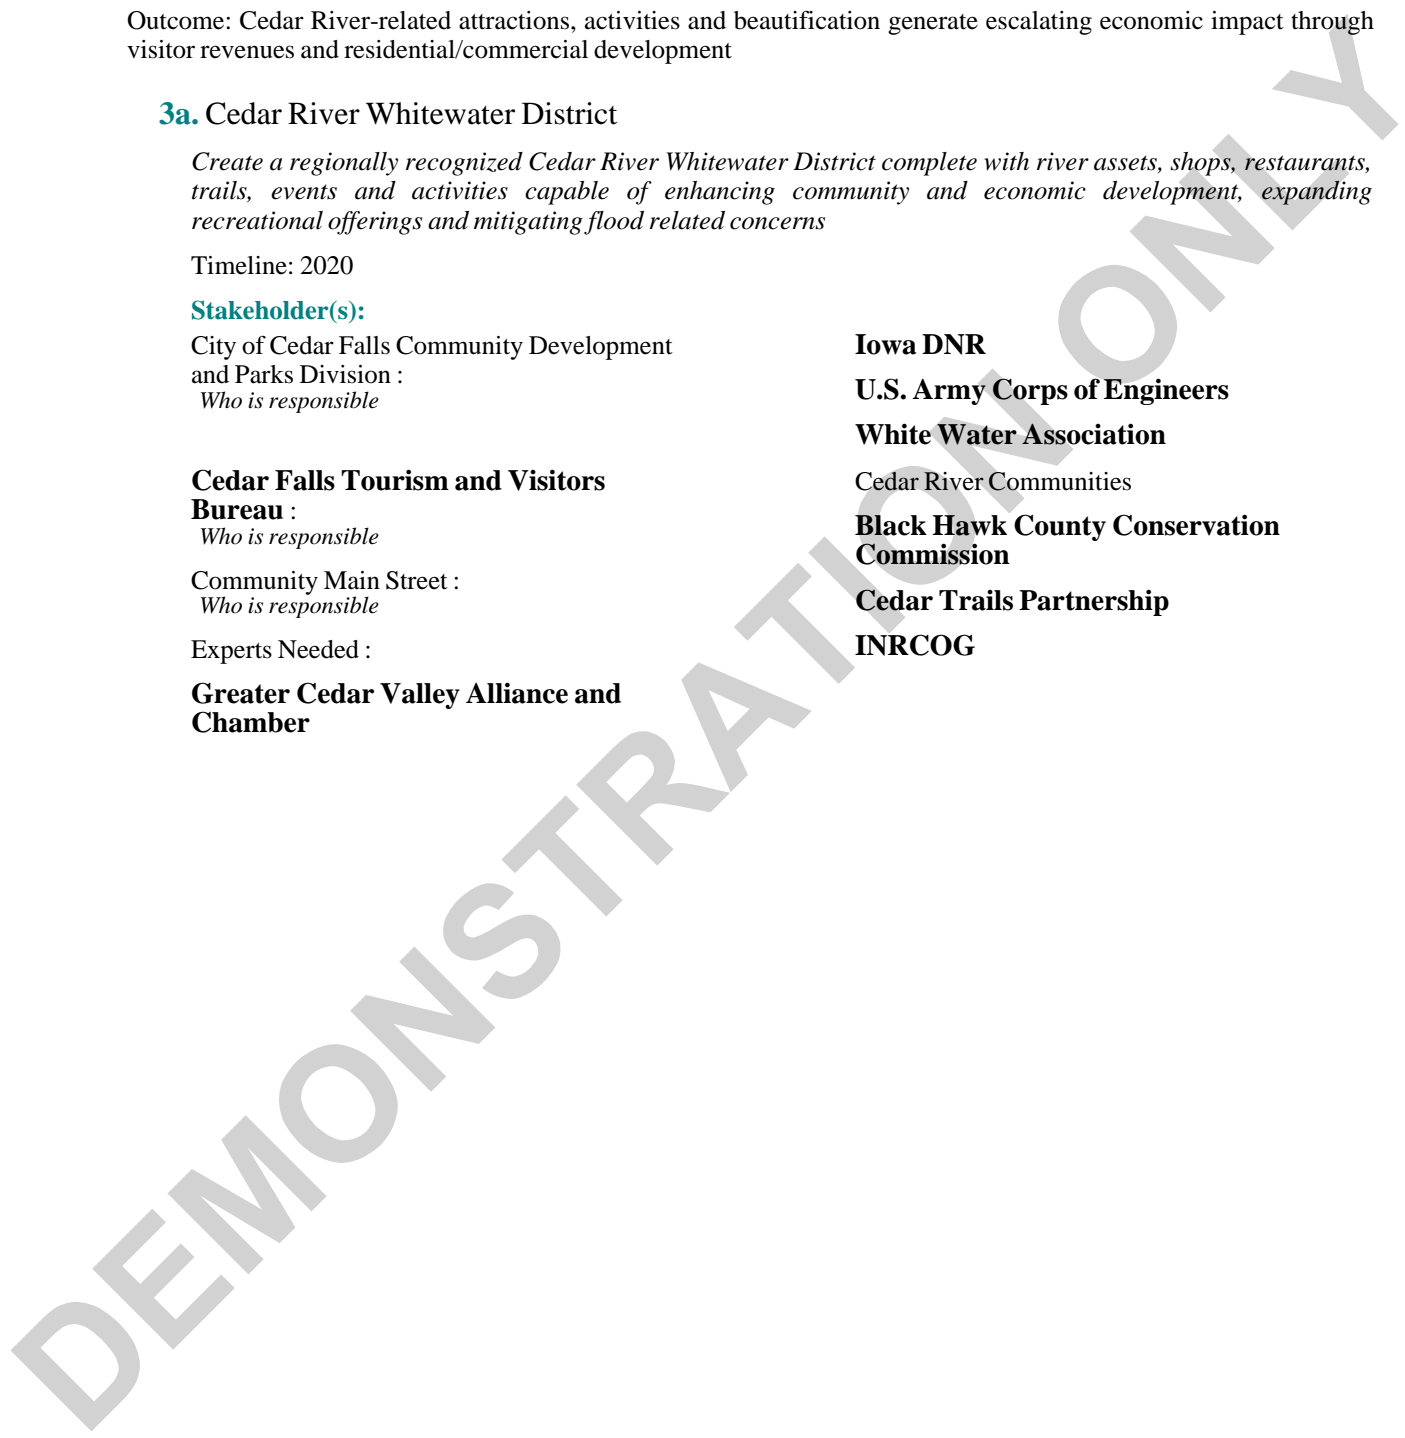 Outcome: Cedar River-related attractions, activities and beautification generate escalating economic impact through
visitor revenues and residential/commercial development
3a. Cedar River Whitewater District
Create a regionally recognized Cedar River Whitewater District complete with river assets, shops, restaurants,
trails, events and activities capable of enhancing community and economic development, expanding
recreational offerings and mitigating flood related concerns
Timeline: 2020
Stakeholder(s):
City of Cedar Falls Community Development
and Parks Division :
Who is responsible
Cedar Falls Tourism and Visitors
Bureau :
Who is responsible
Community Main Street :
Who is responsible
Experts Needed :
Greater Cedar Valley Alliance and
Chamber
Iowa DNR
U.S. Army Corps of Engineers
White Water Association
Cedar River Communities
Black Hawk County Conservation
Commission
Cedar Trails Partnership
INRCOG
DEMONSTRATION ONLY